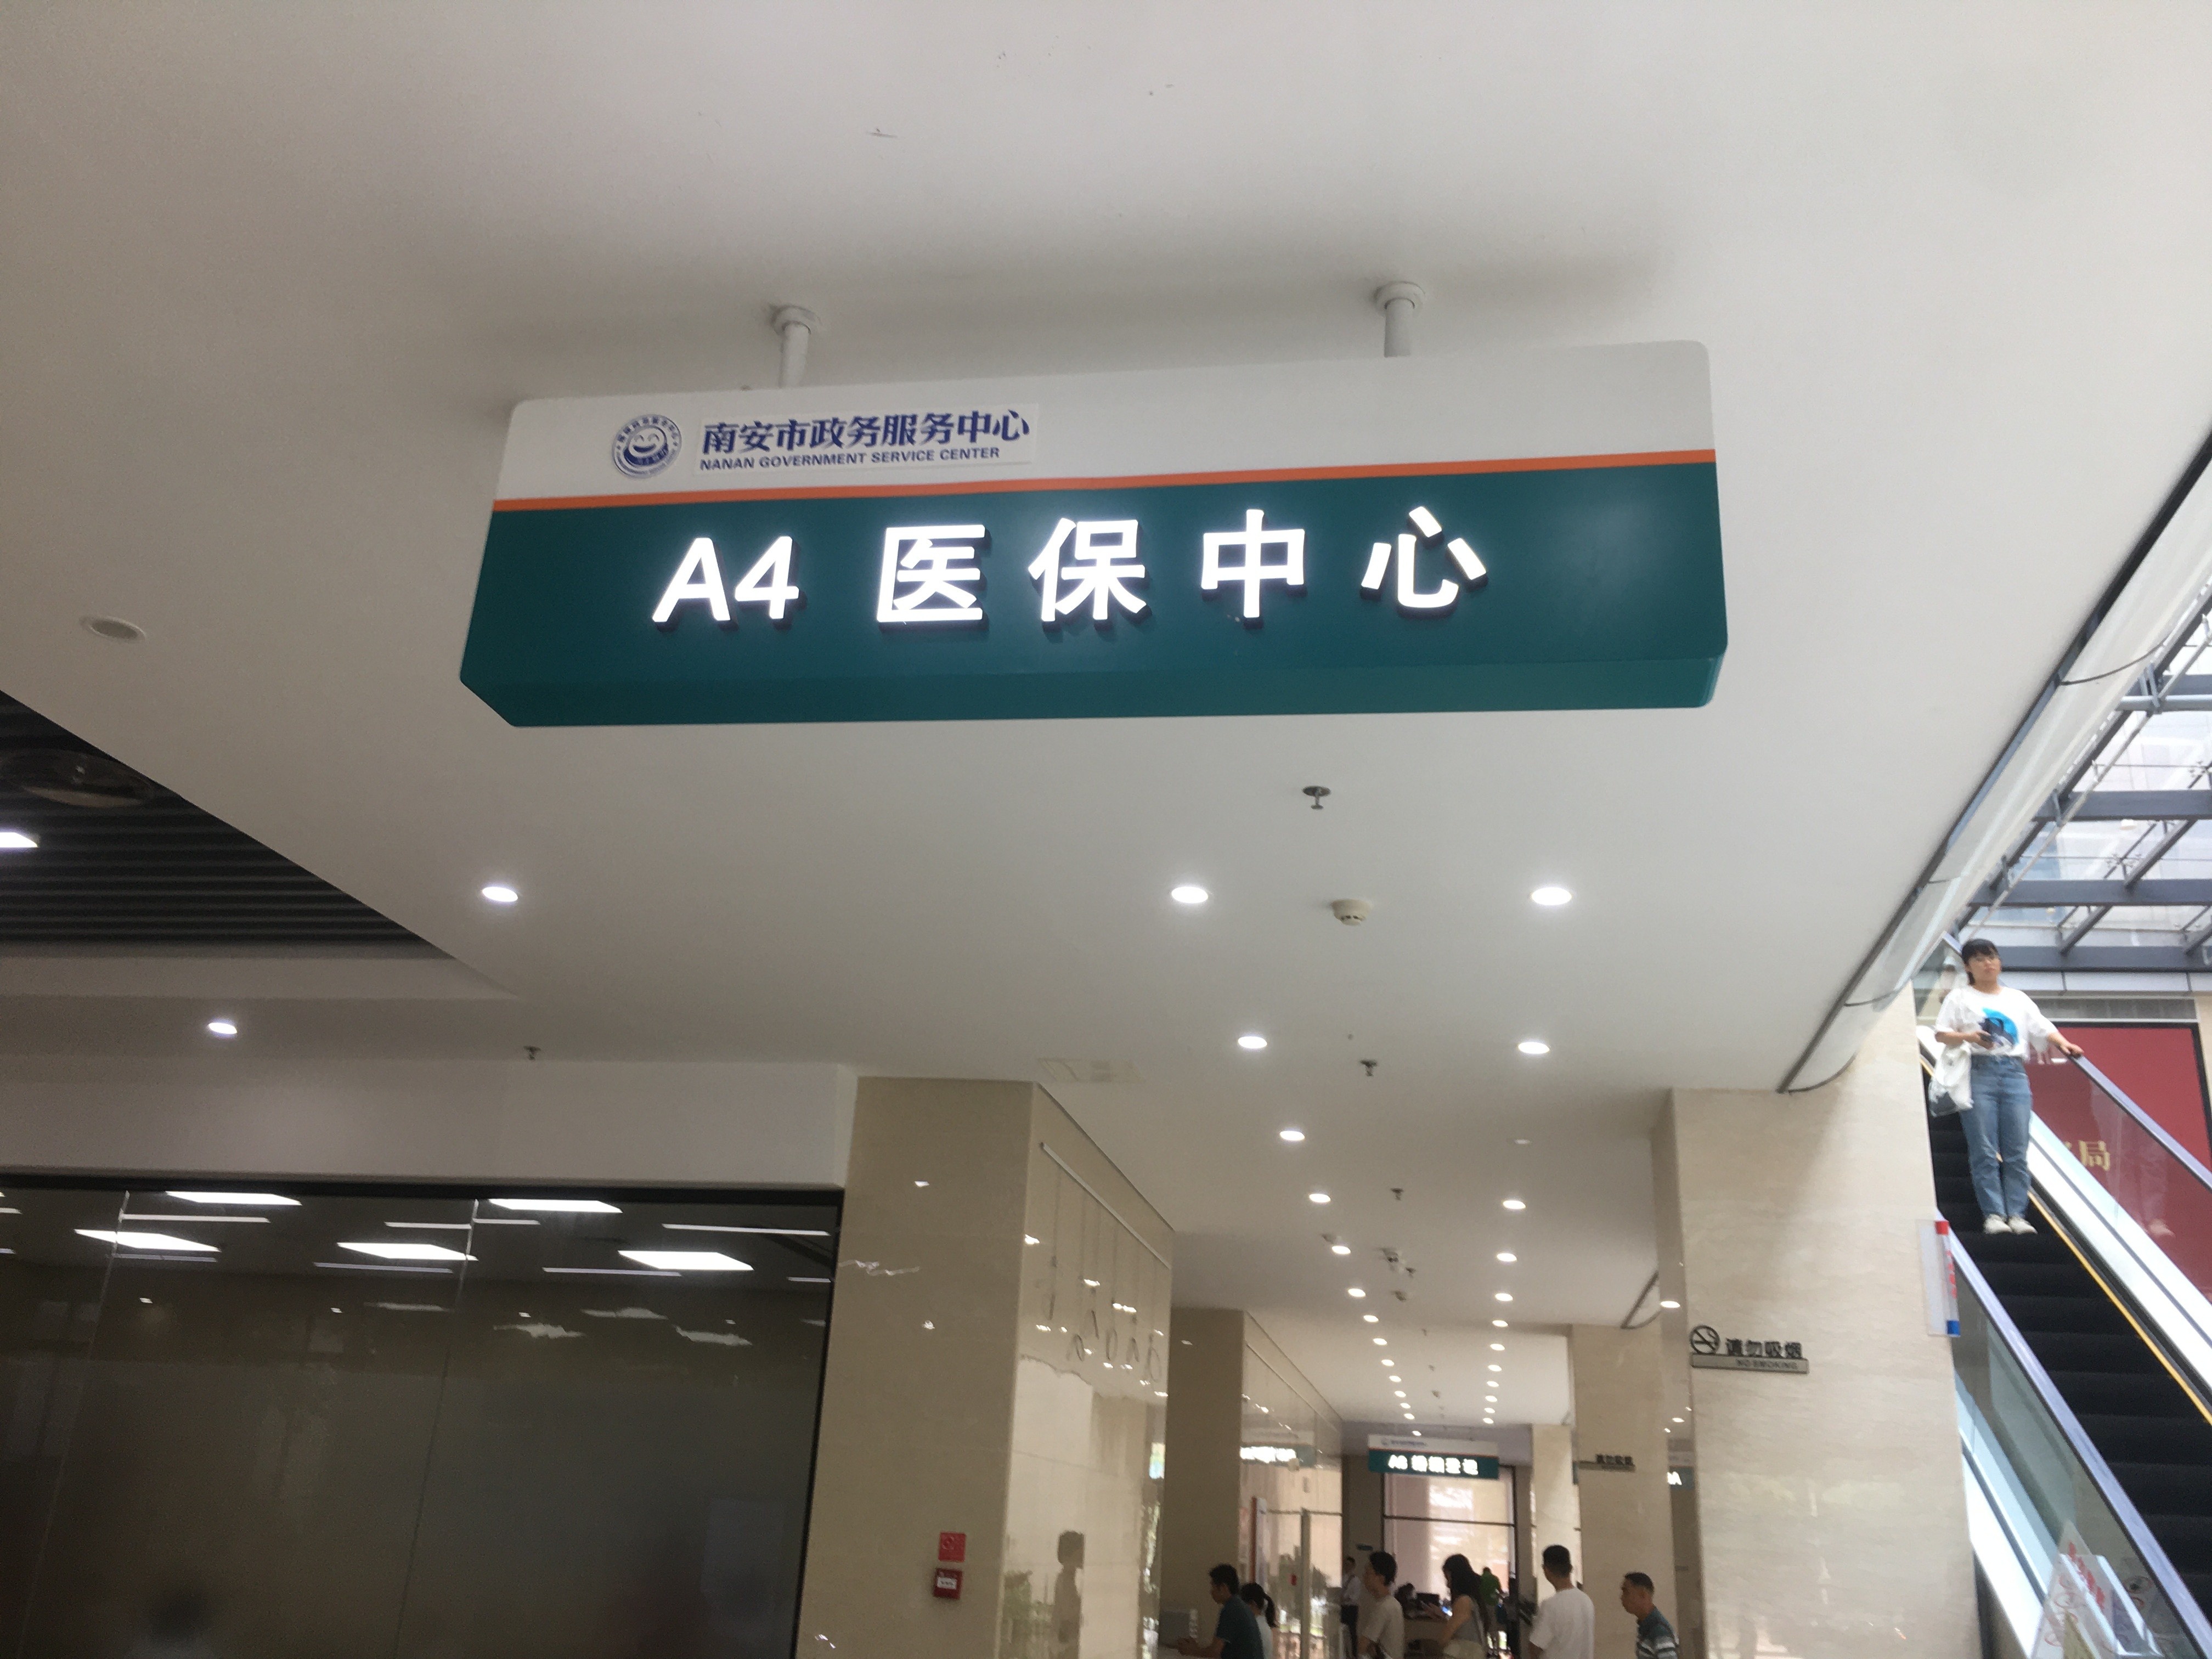 南安市政务服务中心
NANAN GOVERNMENT SERVICE CENTER
A4 医保中心
局
请勿吸烟
NO SMOKING